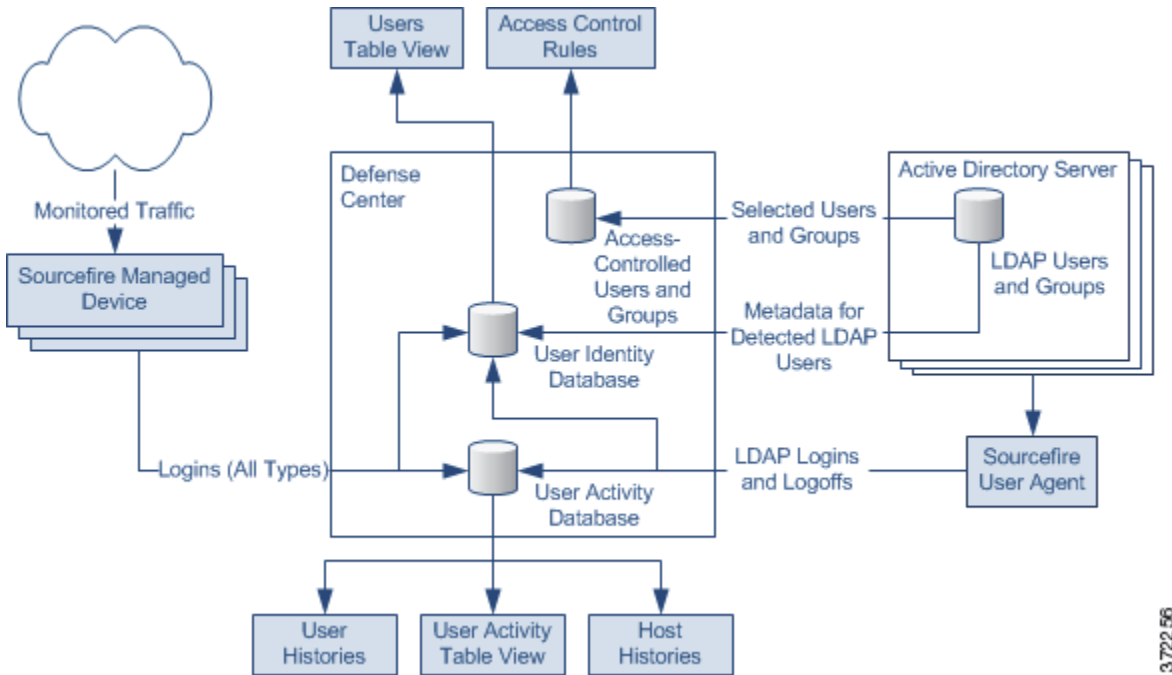 Users
Table View
Access Control
Rules
Defense
Center
Active Directory Server
Monitored Traffic
Selected Users
and Groups
Access-
Controlled
Users and
Groups
LDAP Users
and Groups
Sourcefire Managed
Device
Metadata for
Detected LDAP
Users
User Identity
Database
Logins (All Types)
LDAP Logins
and Logoffs
Sourcefire
User Agent
User Activity
Database
User
Histories
User Activity
Table View
Host
Histories
372256